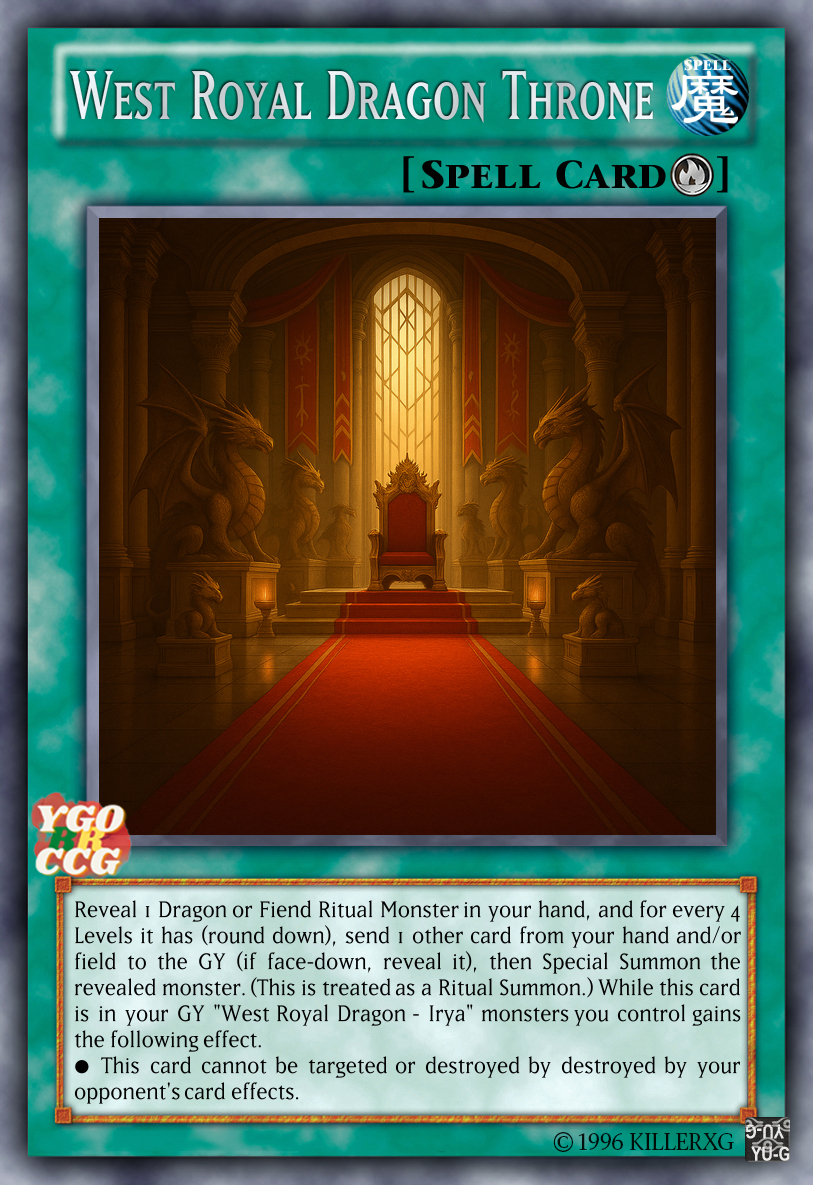 West Royal Dragon Throne
SPELL
魔
[Spell Card]
YGO
RR
CCG
Reveal 1 Dragon or Fiend Ritual Monster in your hand, and for every 4
Levels it has (round down), send 1 other card from your hand and/or
field to the GY (if face-down, reveal it), then Special Summon the
revealed monster. (This is treated as a Ritual Summon.) While this card
is in your GY "West Royal Dragon - Irya" monsters you control gains
the following effect.
● This card cannot be targeted or destroyed by destroyed by your
opponent's card effects.
© 1996 KILLERXG
YU-G